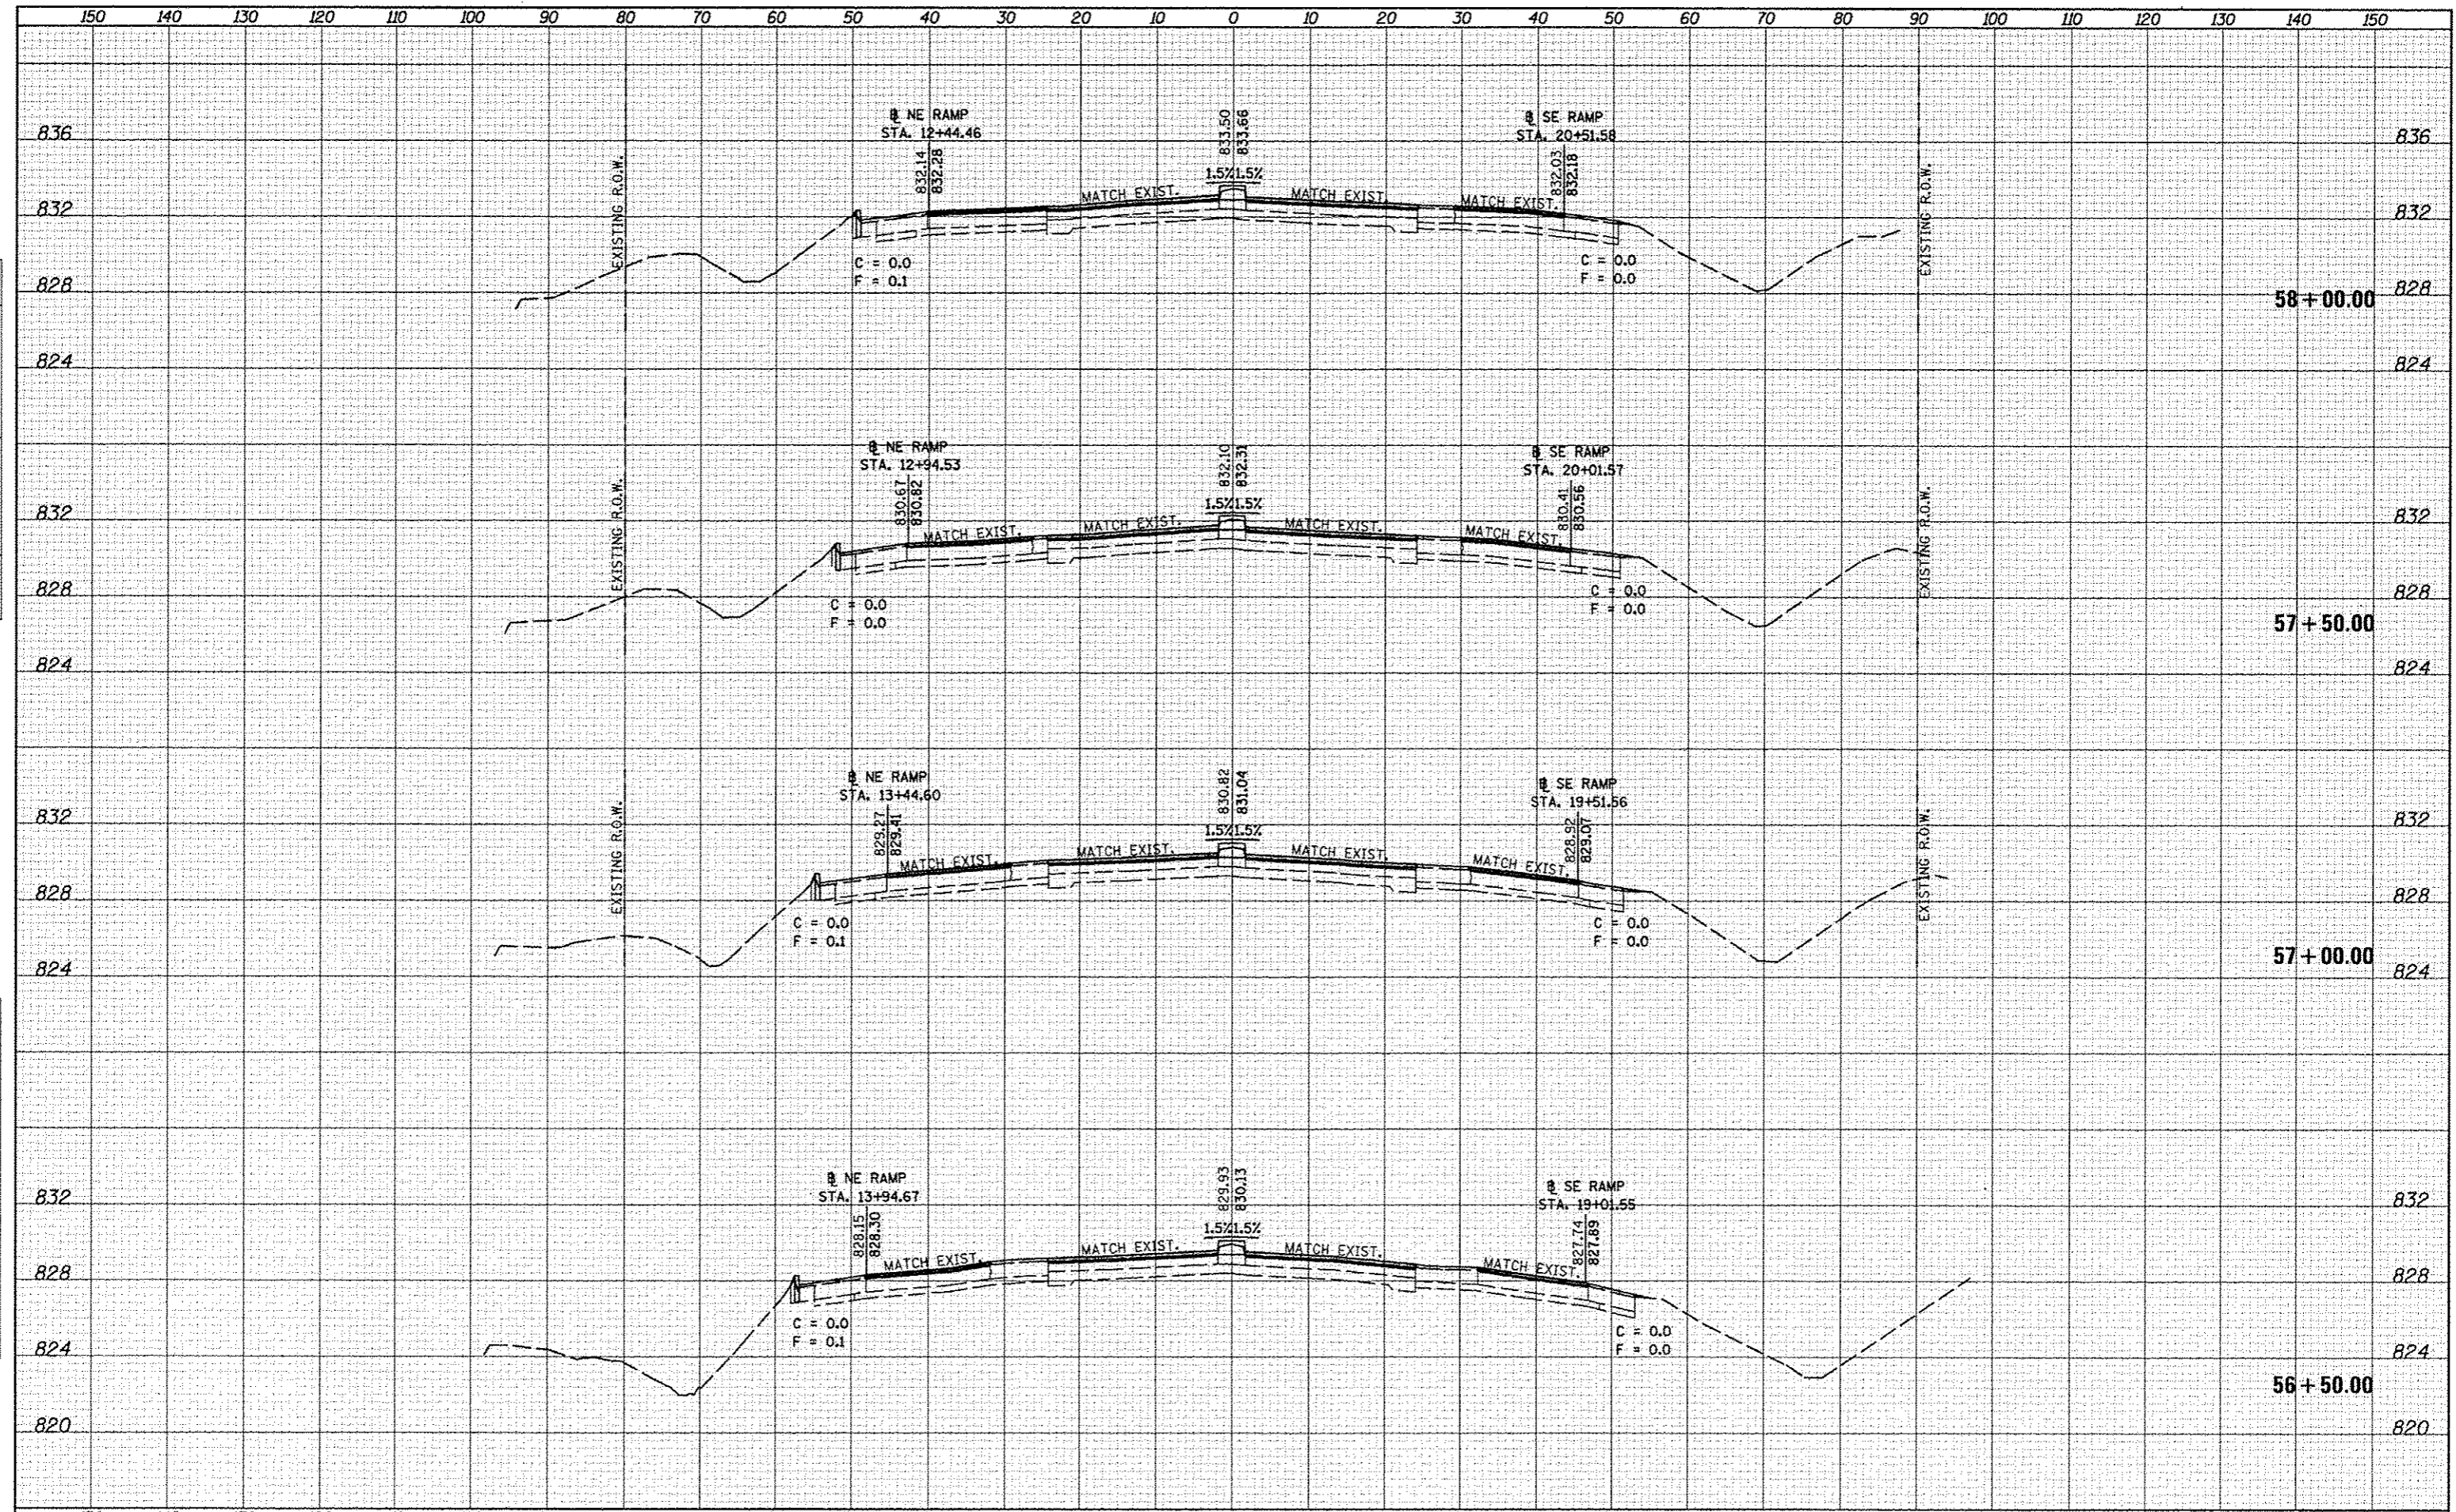 150 140 130 120 110 100 90 80 70 60 50 40 30 20 10 0 10 20 30 40 50 60 70 80 90 100 110 120 130 140 150
℄ NE RAMP
STA. 12+44.46
832.14
832.28
833.50
833.66
℄ SE RAMP
STA. 20+51.58
832.03
832.18
836 836
EXISTING R.O.W.
EXISTING R.O.W.
1.5% 1.5%
MATCH EXIST. MATCH EXIST. MATCH EXIST.
832 832
C = 0.0
F = 0.1
C = 0.0
F = 0.0
828 828
58+00.00
824 824
℄ NE RAMP
STA. 12+94.53
830.67
830.82
832.10
832.31
℄ SE RAMP
STA. 20+01.57
830.41
830.56
EXISTING R.O.W.
EXISTING R.O.W.
1.5% 1.5%
832 832
MATCH EXIST. MATCH EXIST. MATCH EXIST. MATCH EXIST.
828 828
C = 0.0
F = 0.0
C = 0.0
F = 0.0
57+50.00
824 824
℄ NE RAMP
STA. 13+44.60
829.27
829.41
830.82
831.04
℄ SE RAMP
STA. 19+51.56
828.92
829.07
EXISTING R.O.W.
EXISTING R.O.W.
832 832
1.5% 1.5%
MATCH EXIST. MATCH EXIST. MATCH EXIST. MATCH EXIST.
828 828
C = 0.0
F = 0.1
C = 0.0
F = 0.0
57+00.00
824 824
℄ NE RAMP
STA. 13+94.67
828.15
828.30
829.93
830.13
℄ SE RAMP
STA. 19+01.55
827.74
827.89
832 832
1.5% 1.5%
MATCH EXIST. MATCH EXIST. MATCH EXIST. MATCH EXIST.
828 828
C = 0.0
F = 0.1
C = 0.0
F = 0.0
824 824
56+50.00
820 820